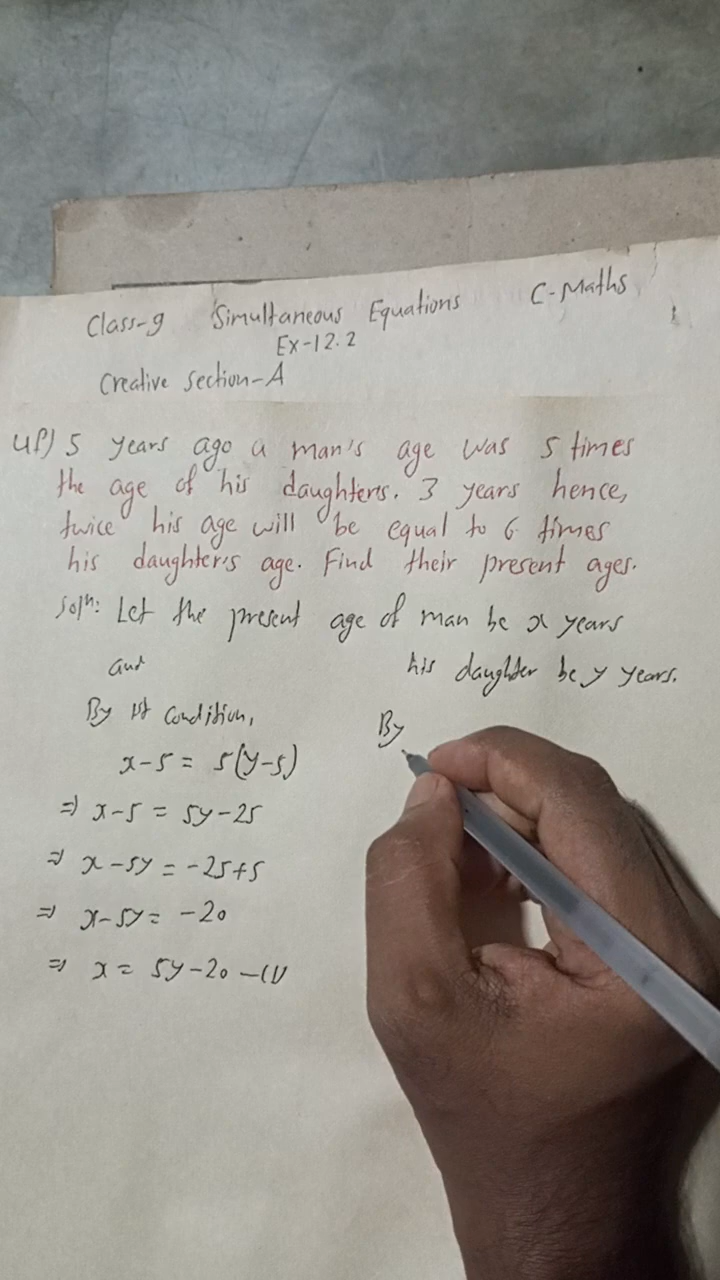 Class-9 Simultaneous Equations C-Maths
Ex-12.2
Creative section-A
4f) 5 years ago a man's age was 5 times
the age of his daughters. 3 years hence,
twice his age will be equal to 6 times
his daughter's age. Find their present ages.
Solⁿ: Let the present age of man be x years
and his daughter be y years.
By 1st Condition,
By
x-5 = 5(y-5)
⇒ x-5 = 5y-25
⇒ x-5y = -25+5
⇒ x-5y = -20
⇒ x = 5y-20 -(1)